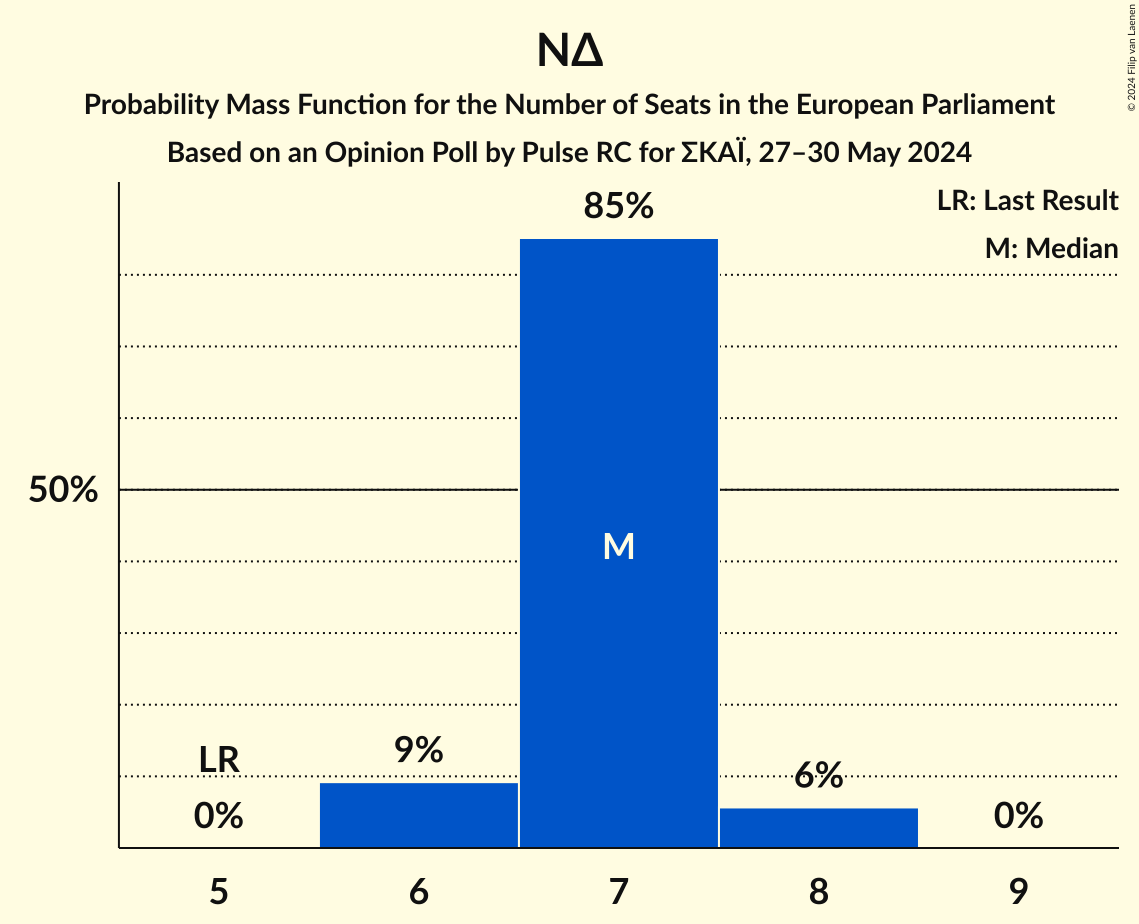 ΝΔ
Probability Mass Function for the Number of Seats in the European Parliament
Based on an Opinion Poll by Pulse RC for ΣΚΑΪ, 27–30 May 2024
© 2024 Filip van Laenen
LR: Last Result
M: Median
85%
50%
M
LR
9%
6%
0%
0%
5
6
7
8
9